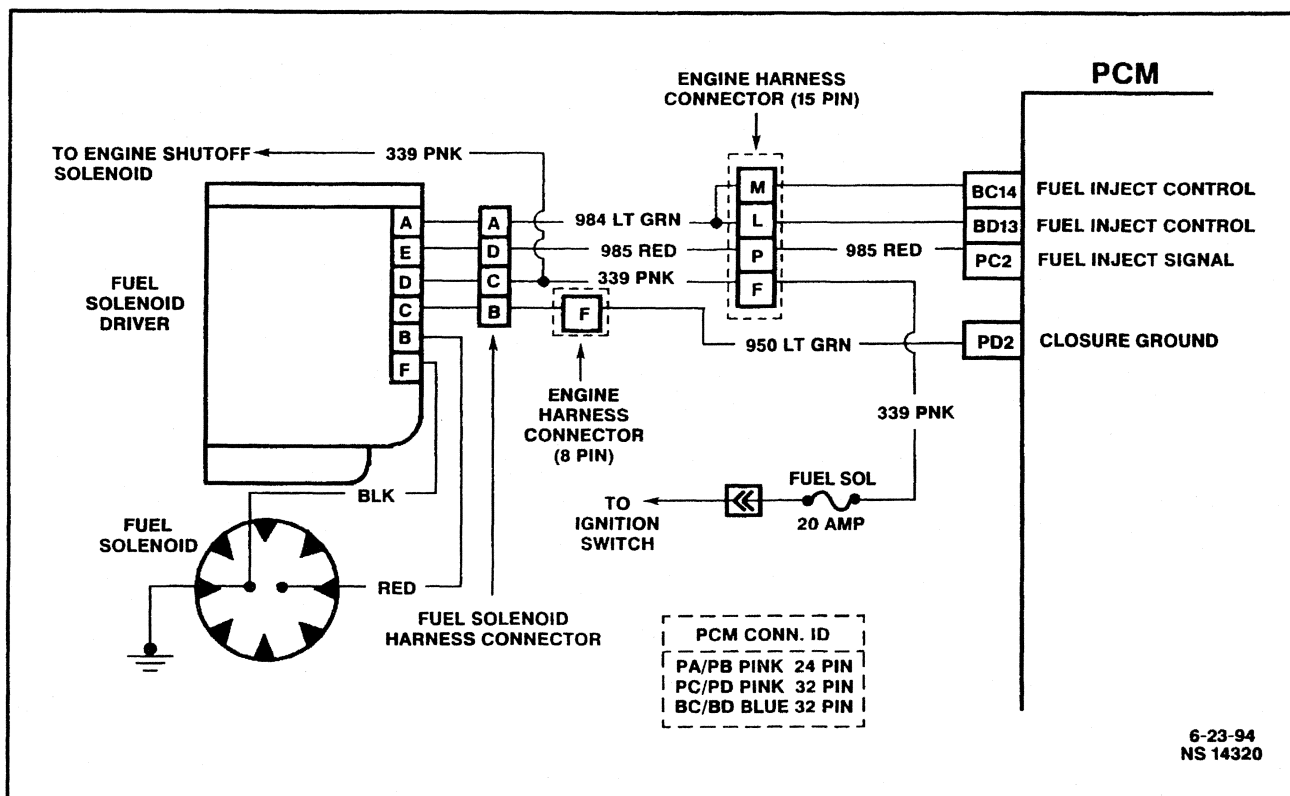 PCM
ENGINE HARNESS
CONNECTOR (15 PIN)
TO ENGINE SHUTOFF
SOLENOID
339 PNK
M
BC14
FUEL INJECT CONTROL
A
A
984 LT GRN
L
BD13
FUEL INJECT CONTROL
E
D
985 RED
P
985 RED
PC2
FUEL INJECT SIGNAL
D
C
339 PNK
F
FUEL
SOLENOID
DRIVER
C
B
F
B
950 LT GRN
PD2
CLOSURE GROUND
F
ENGINE
HARNESS
CONNECTOR
(8 PIN)
339 PNK
BLK
FUEL SOL
20 AMP
TO
IGNITION
SWITCH
FUEL
SOLENOID
RED
FUEL SOLENOID
HARNESS CONNECTOR
PCM CONN. ID
PA/PB PINK 24 PIN
PC/PD PINK 32 PIN
BC/BD BLUE 32 PIN
6-23-94
NS 14320